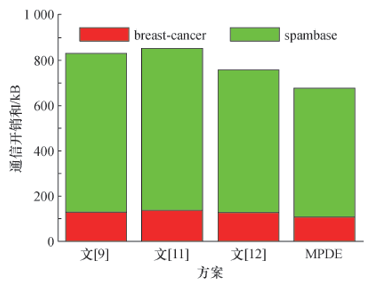 1 000
breast-cancer
spambase
800
600
400
200
0
通信开销和/kB
文[9]
文[11]
文[12]
MPDE
方案